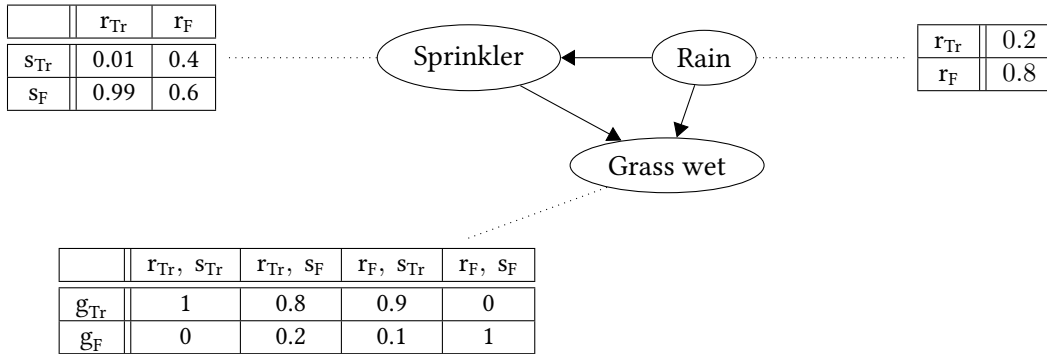 r_Tr r_F
s_Tr 0.01 0.4
s_F 0.99 0.6
Sprinkler
Rain
r_Tr 0.2
r_F 0.8
Grass wet
r_Tr, s_Tr r_Tr, s_F r_F, s_Tr r_F, s_F
g_Tr 1 0.8 0.9 0
g_F 0 0.2 0.1 1